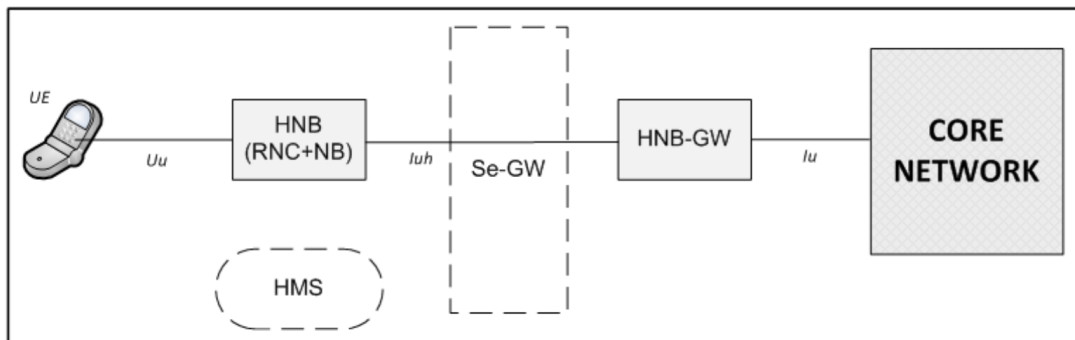 UE
Uu
HNB
(RNC+NB)
Iuh
Se-GW
HNB-GW
Iu
CORE
NETWORK
HMS